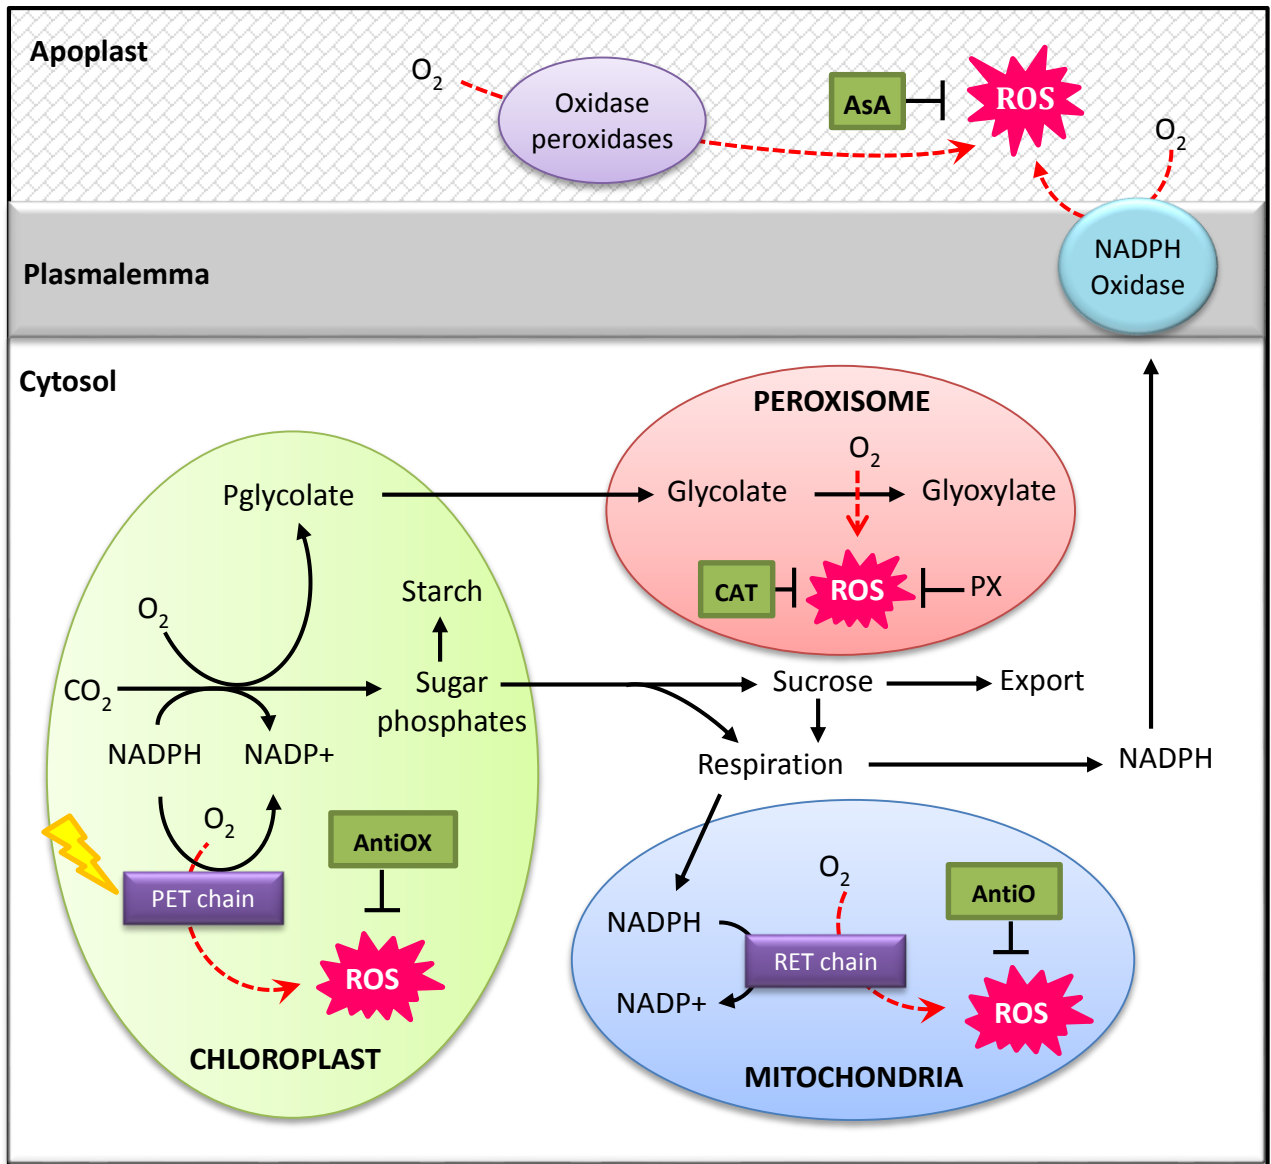 Apoplast
O2
Oxidase
peroxidases
AsA
ROS
O2
Plasmalemma
NADPH
Oxidase
Cytosol
PEROXISOME
O2
Pglycolate
Glycolate
Glyoxylate
CAT
ROS
PX
Starch
O2
CO2
Sugar
phosphates
Sucrose
Export
NADPH
NADP+
Respiration
NADPH
O2
AntiOX
PET chain
ROS
CHLOROPLAST
O2
AntiO
NADPH
RET chain
NADP+
ROS
MITOCHONDRIA